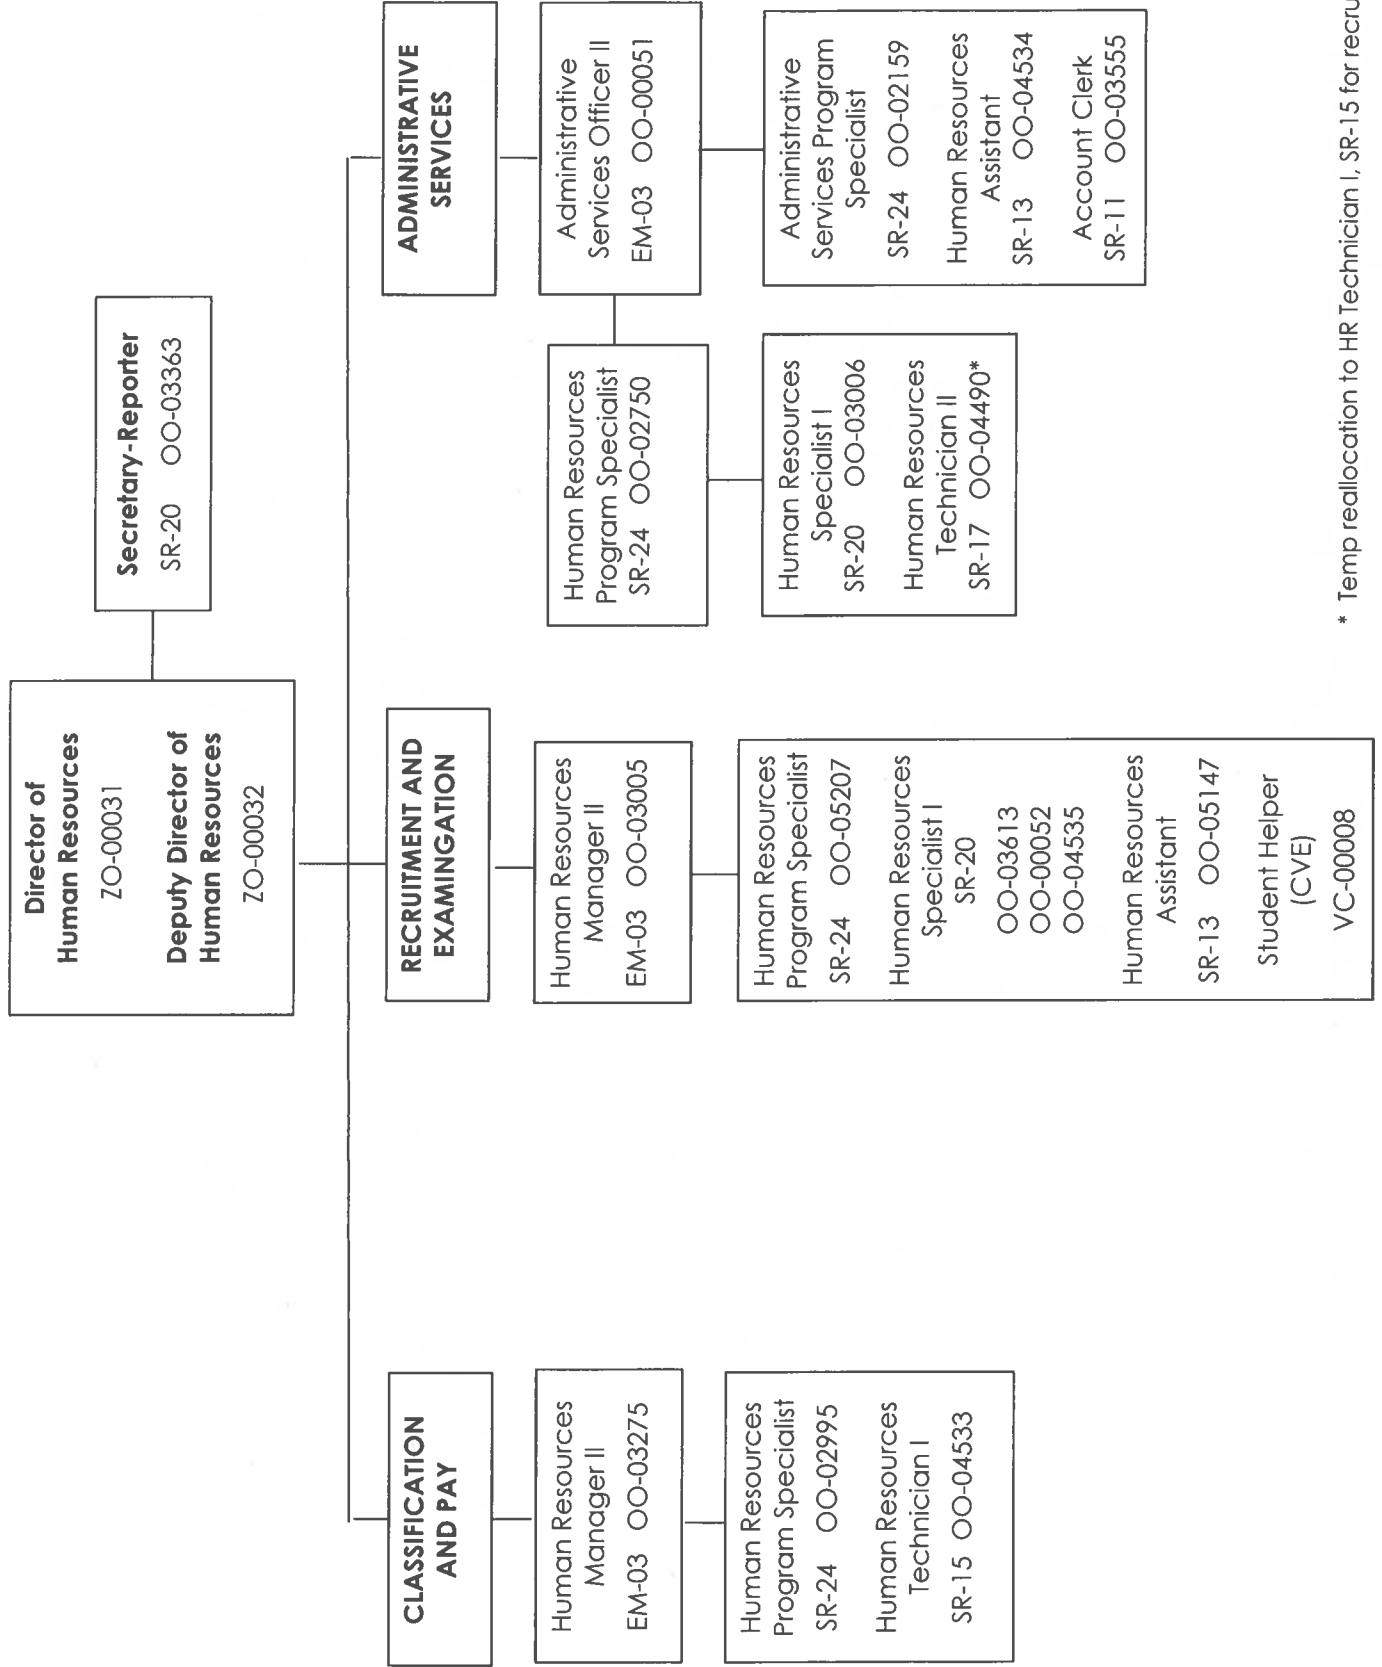 Director of
Human Resources
ZO-00031
Deputy Director of
Human Resources
ZO-00032
Secretary-Reporter
SR-20 OO-03363
CLASSIFICATION
AND PAY
Human Resources
Manager II
EM-03 OO-03275
Human Resources
Program Specialist
SR-24 OO-02995
Human Resources
Technician I
SR-15 OO-04533
RECRUITMENT AND
EXAMINGATION
Human Resources
Manager II
EM-03 OO-03005
Human Resources
Program Specialist
SR-24 OO-05207
Human Resources
Specialist I
SR-20
OO-03613
OO-00052
OO-04535
Human Resources
Assistant
SR-13 OO-05147
Student Helper
(CVE)
VC-00008
ADMINISTRATIVE
SERVICES
Administrative
Services Officer II
EM-03 OO-00051
Human Resources
Program Specialist
SR-24 OO-02750
Human Resources
Specialist I
SR-20 OO-03006
Human Resources
Technician II
SR-17 OO-04490*
Administrative
Services Program
Specialist
SR-24 OO-02159
Human Resources
Assistant
SR-13 OO-04534
Account Clerk
SR-11 OO-03555
* Temp reallocation to HR Technician I, SR-15 for